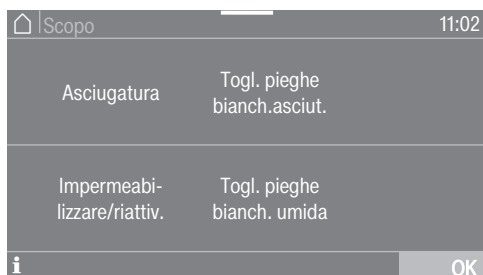 Scopo
11:02
Asciugatura
Togl. pieghe
bianch.asciut.
Impermeabi-
lizzare/riattiv.
Togl. pieghe
bianch. umida
i
OK